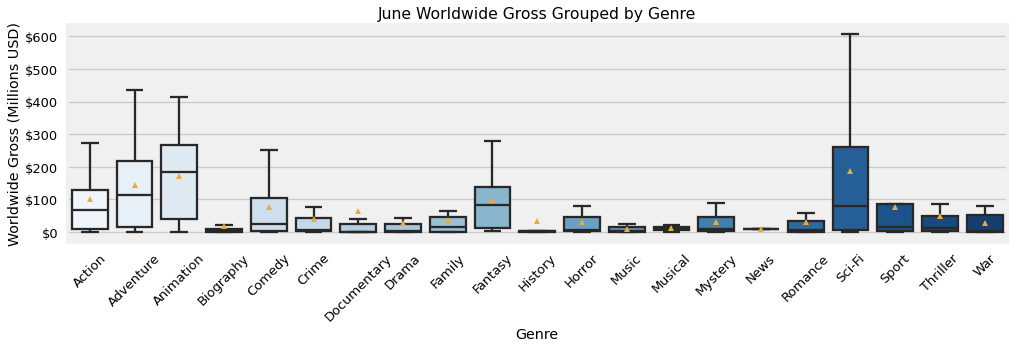 June Worldwide Gross Grouped by Genre
Worldwide Gross (Millions USD)
$600
$500
$400
$300
$200
$100
$0
Action
Adventure
Animation
Biography
Comedy
Crime
Documentary
Drama
Family
Fantasy
History
Horror
Music
Musical
Mystery
News
Romance
Sci-Fi
Sport
Thriller
War
Genre